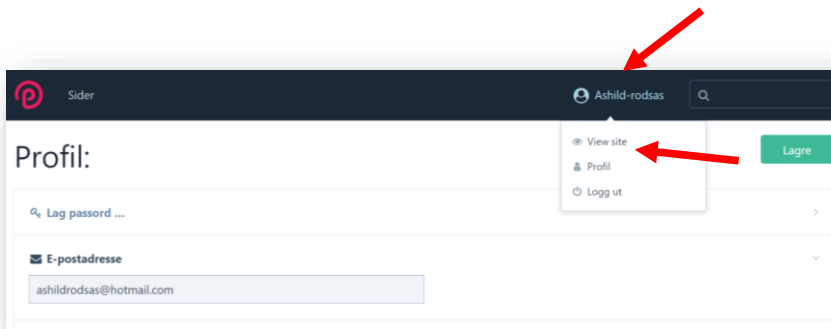 Sider
Ashild-rodsas
View site
Profil
Logg ut
Profil:
Lagre
Lag passord ...
E-postadresse
ashildrodsas@hotmail.com